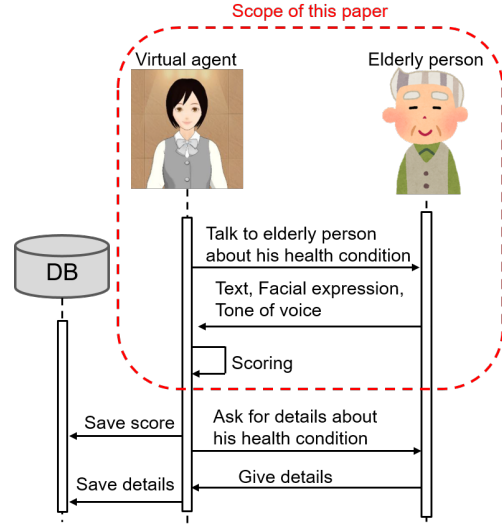 Scope of this paper
Virtual agent
Elderly person
DB
Talk to elderly person
about his health condition
Text, Facial expression,
Tone of voice
Scoring
Save score
Ask for details about
his health condition
Give details
Save details